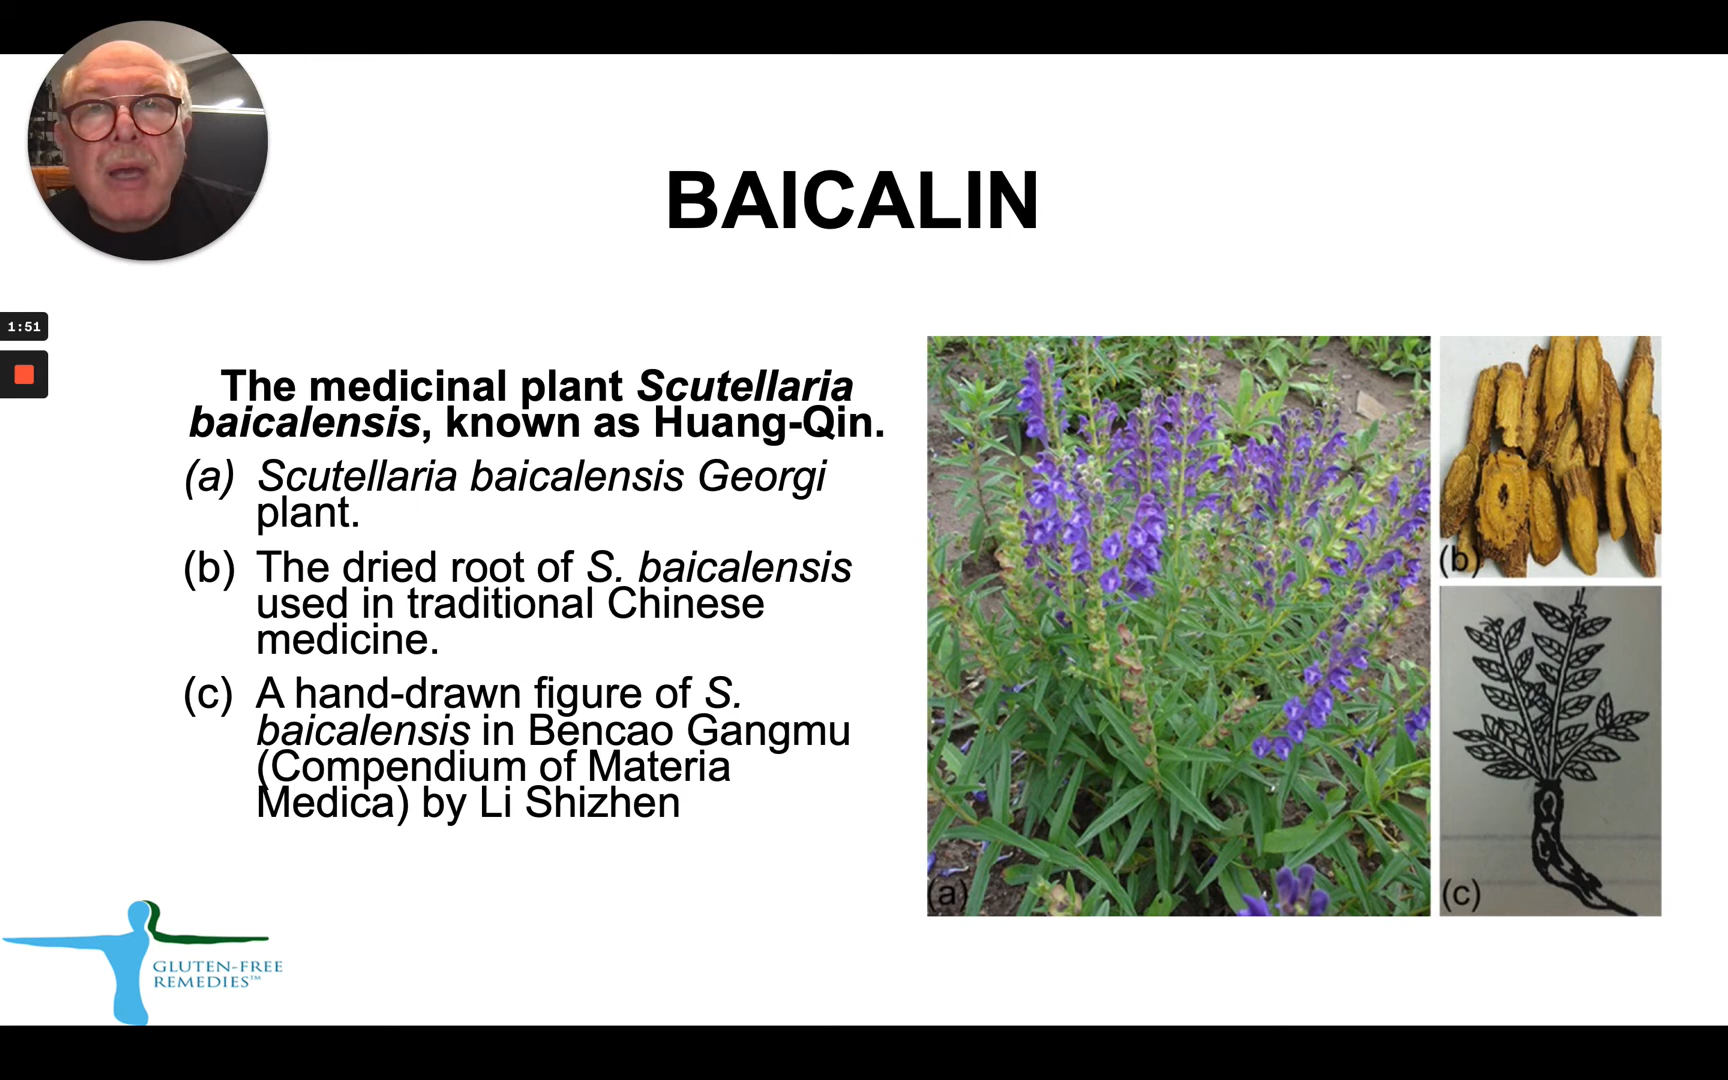 BAICALIN
1:51
The medicinal plant Scutellaria
baicalensis, known as Huang-Qin.
(a) Scutellaria baicalensis Georgi
plant.
(b) The dried root of S. baicalensis
used in traditional Chinese
medicine.
(c) A hand-drawn figure of S.
baicalensis in Bencao Gangmu
(Compendium of Materia
Medica) by Li Shizhen
(a)
(b)
(c)
GLUTEN-FREE
REMEDIES™